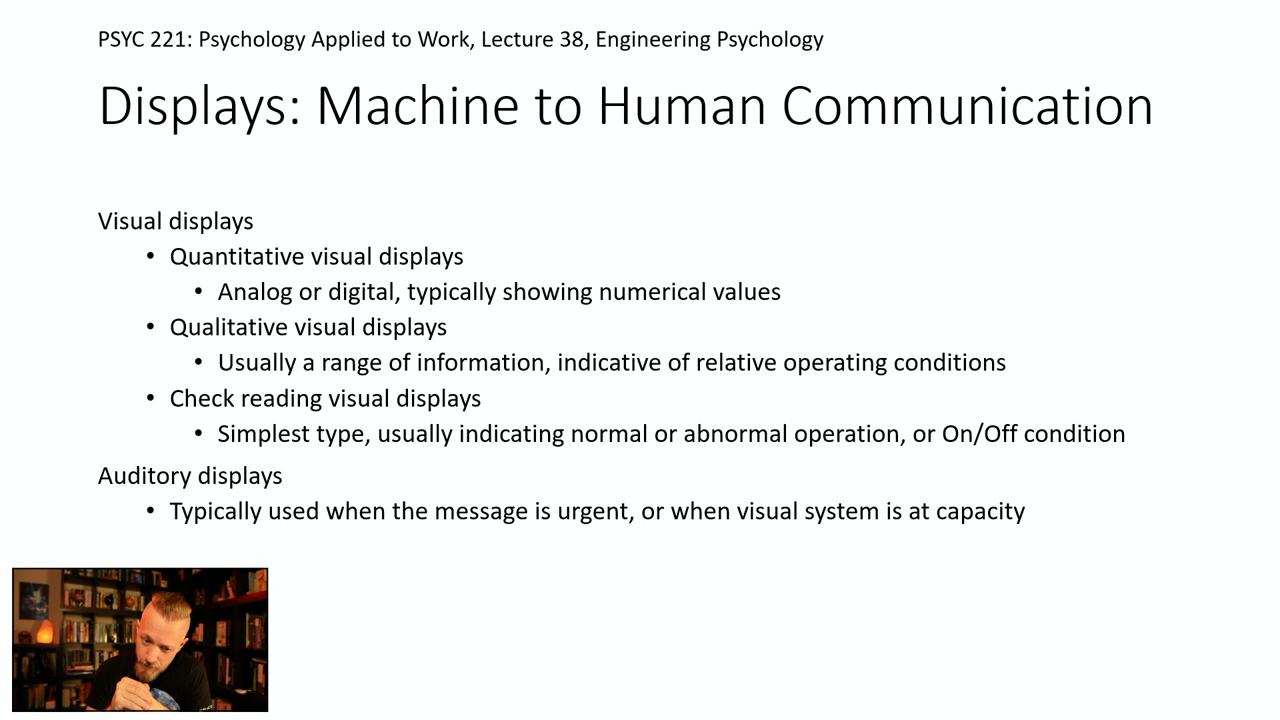 PSYC 221: Psychology Applied to Work, Lecture 38, Engineering Psychology
Displays: Machine to Human Communication
Visual displays
• Quantitative visual displays
• Analog or digital, typically showing numerical values
• Qualitative visual displays
• Usually a range of information, indicative of relative operating conditions
• Check reading visual displays
• Simplest type, usually indicating normal or abnormal operation, or On/Off condition
Auditory displays
• Typically used when the message is urgent, or when visual system is at capacity